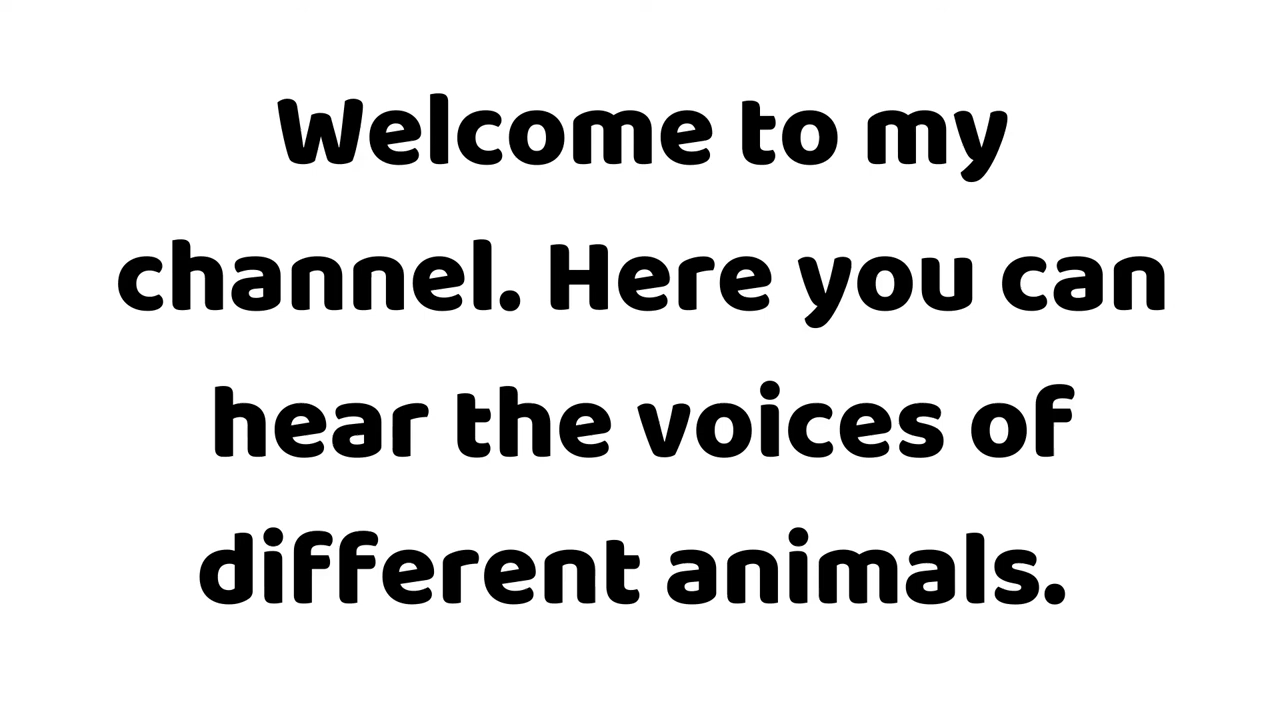 Welcome to my
channel. Here you can
hear the voices of
different animals.